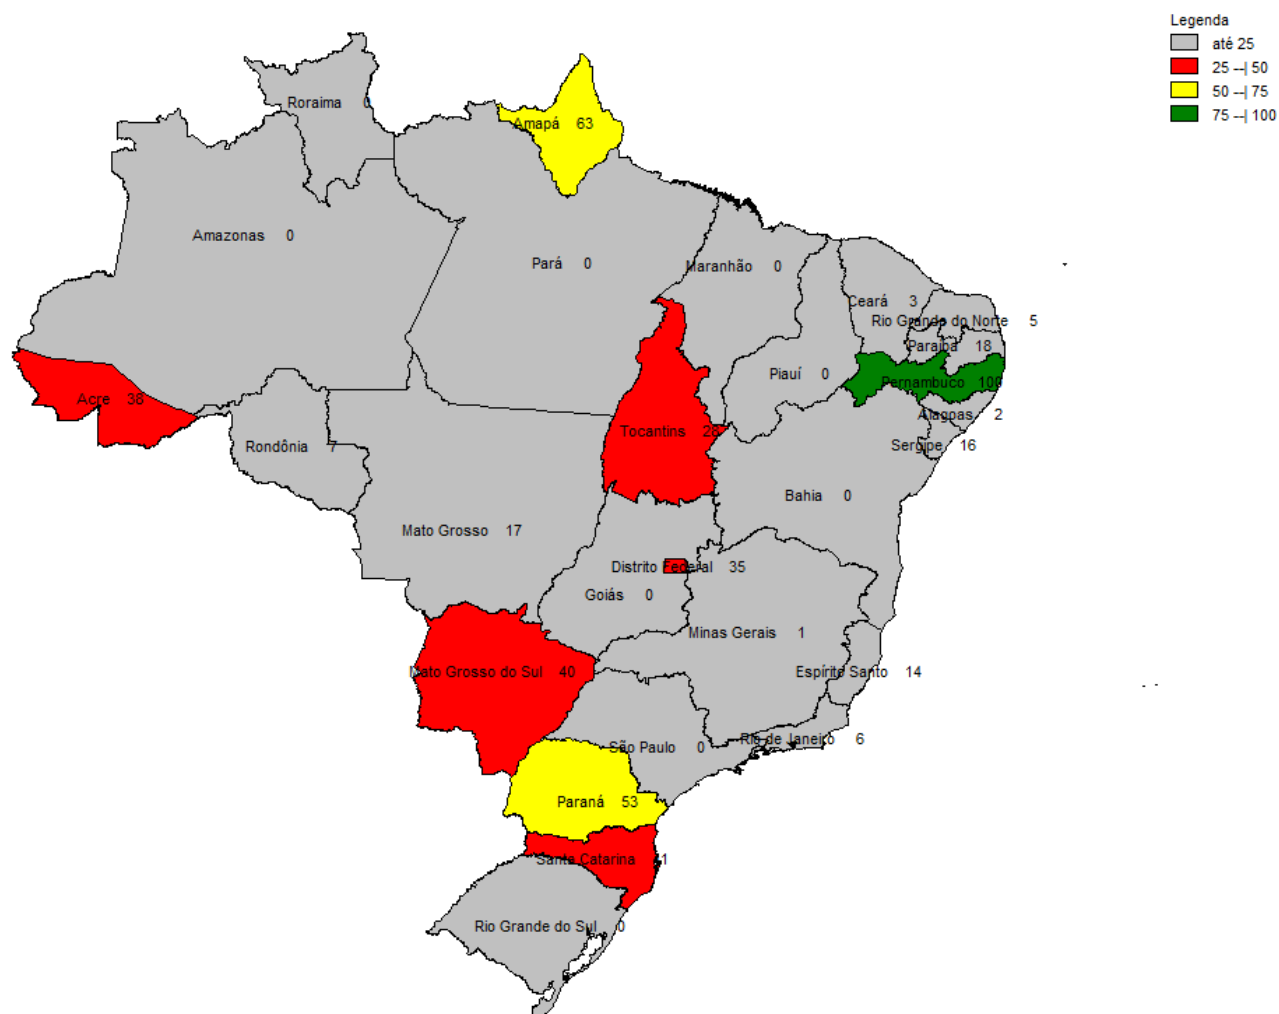 Legenda
até 25
25 --| 50
50 --| 75
75 --| 100
Roraima 0
Amapá 63
Amazonas 0
Pará 0
Maranhão 0
Ceará 3
Rio Grande do Norte 5
Paraíba 18
Piauí 0
Pernambuco 100
Acre 38
Alagoas 2
Tocantins 28
Rondônia 7
Sergipe 16
Bahia 0
Mato Grosso 17
Distrito Federal 35
Goiás 0
Minas Gerais 1
Mato Grosso do Sul 40
Espírito Santo 14
São Paulo 0
Rio de Janeiro 6
Paraná 53
Santa Catarina
Rio Grande do Sul 0